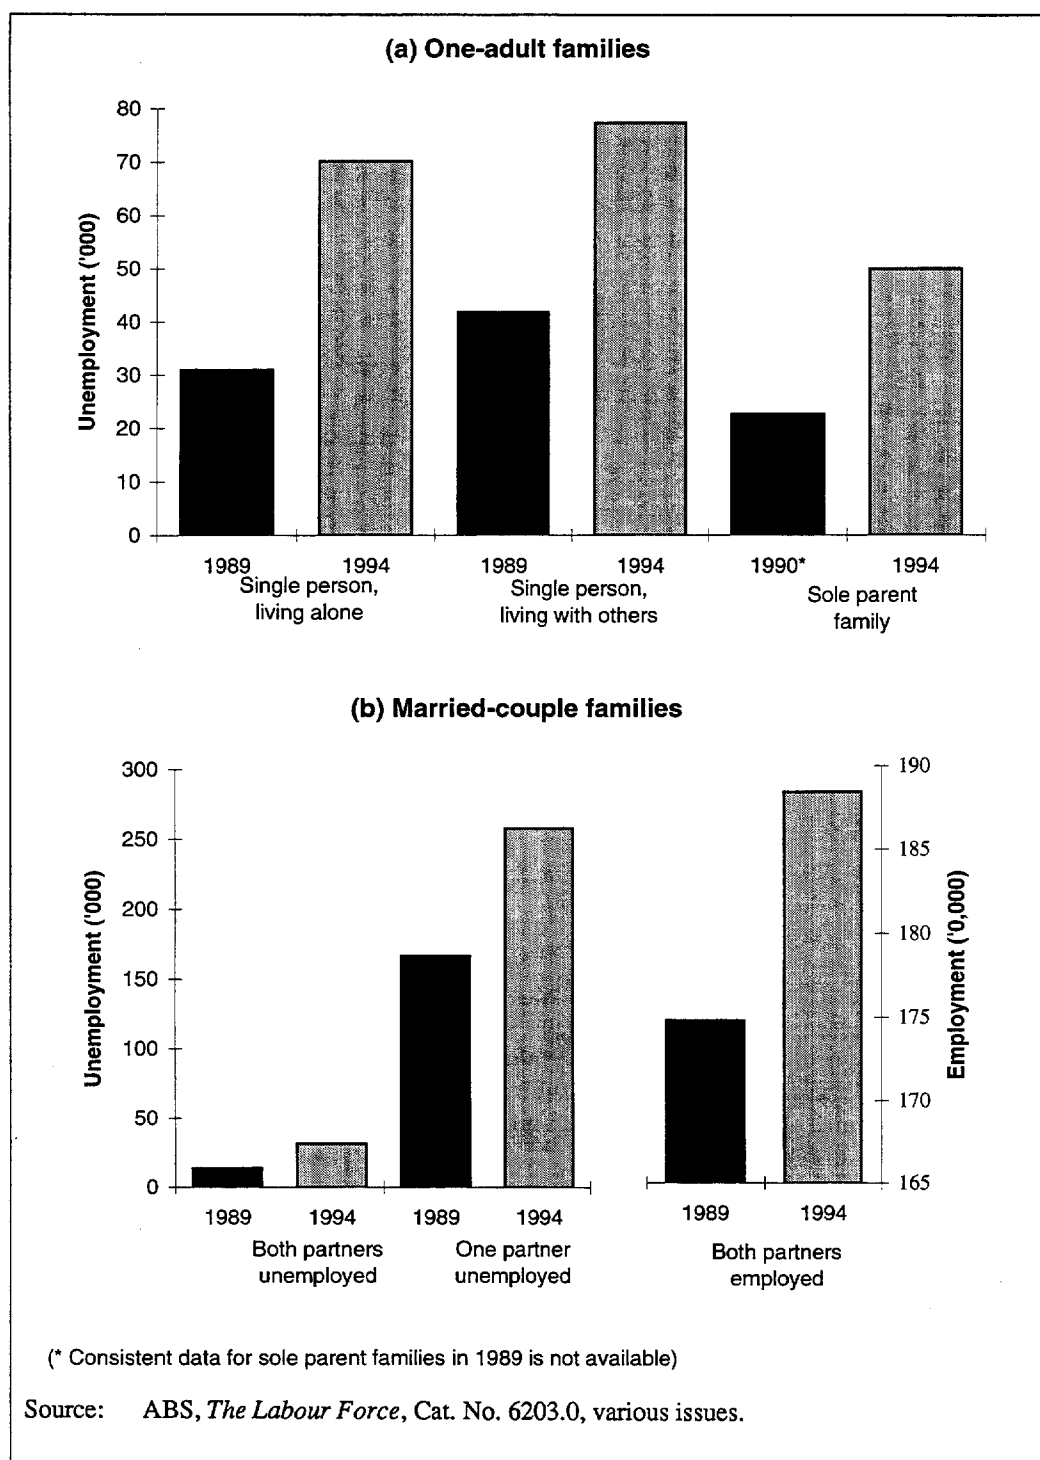 (a) One-adult families
80
70
60
50
40
30
20
10
0
Unemployment ('000)
1989 1994 1989 1994 1990* 1994
Single person, living alone
Single person, living with others
Sole parent family
(b) Married-couple families
300
250
200
150
100
50
0
Unemployment ('000)
190
185
180
175
170
165
Employment ('0,000)
1989 1994 1989 1994 1989 1994
Both partners unemployed
One partner unemployed
Both partners employed
(* Consistent data for sole parent families in 1989 is not available)
Source: ABS, The Labour Force, Cat. No. 6203.0, various issues.